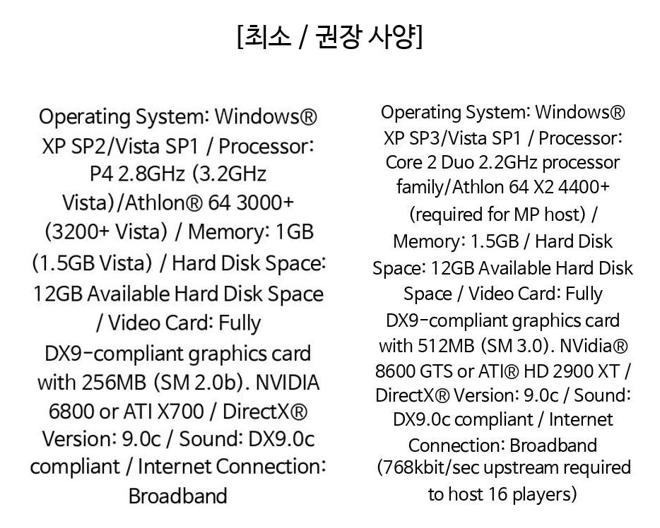 [최소 / 권장 사양]
Operating System: Windows®
XP SP2/Vista SP1 / Processor:
P4 2.8GHz (3.2GHz
Vista)/Athlon® 64 3000+
(3200+ Vista) / Memory: 1GB
(1.5GB Vista) / Hard Disk Space:
12GB Available Hard Disk Space
/ Video Card: Fully
DX9-compliant graphics card
with 256MB (SM 2.0b). NVIDIA
6800 or ATI X700 / DirectX®
Version: 9.0c / Sound: DX9.0c
compliant / Internet Connection:
Broadband
Operating System: Windows®
XP SP3/Vista SP1 / Processor:
Core 2 Duo 2.2GHz processor
family/Athlon 64 X2 4400+
(required for MP host) /
Memory: 1.5GB / Hard Disk
Space: 12GB Available Hard Disk
Space / Video Card: Fully
DX9-compliant graphics card
with 512MB (SM 3.0). NVidia®
8600 GTS or ATI® HD 2900 XT /
DirectX® Version: 9.0c / Sound:
DX9.0c compliant / Internet
Connection: Broadband
(768kbit/sec upstream required
to host 16 players)